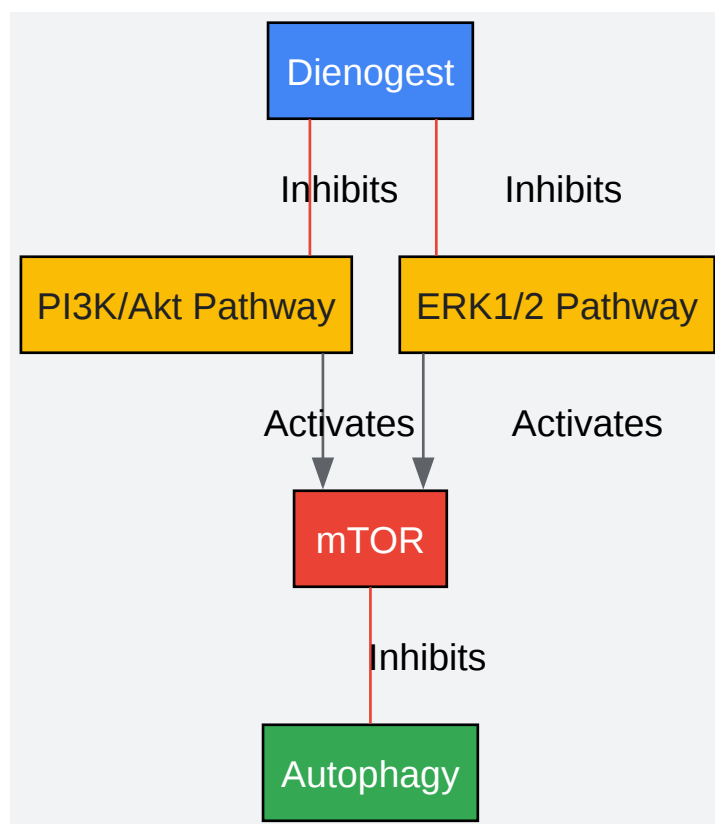 Dienogest
Inhibits Inhibits
PI3K/Akt Pathway ERK1/2 Pathway
Activates Activates
mTOR
Inhibits
Autophagy